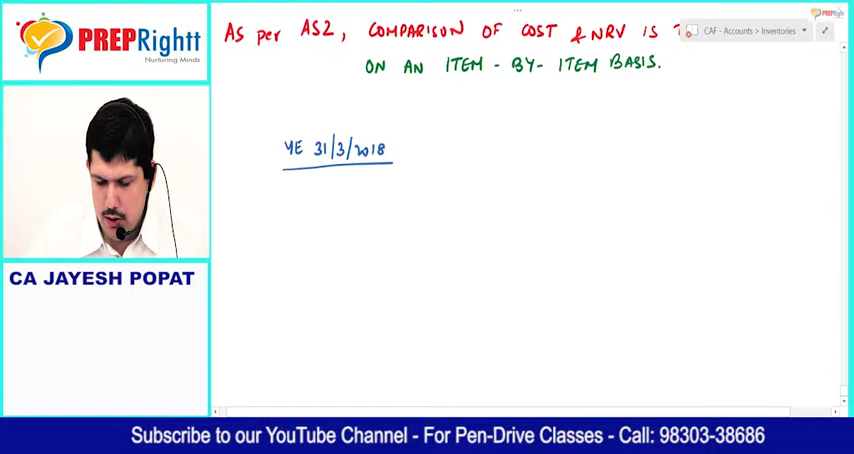 PREPRightt
Nurturing Minds
AS per AS2, COMPARISON OF COST & NRV IS
ON AN ITEM - BY - ITEM BASIS.
CAF - Accounts > Inventories
PREPRightt
YE 31/3/2018
CA JAYESH POPAT
Subscribe to our YouTube Channel - For Pen-Drive Classes - Call: 98303-38686